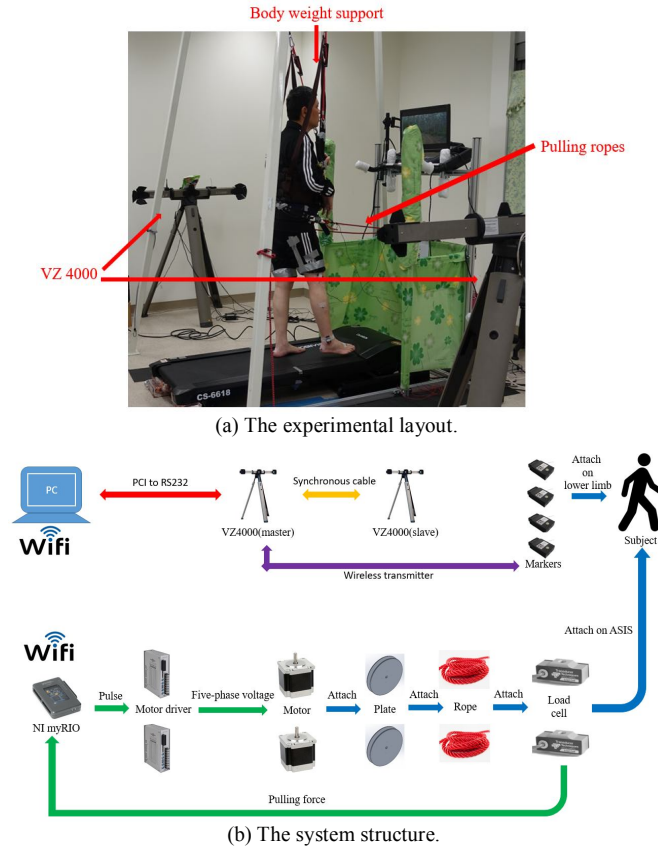 Body weight support
Pulling ropes
VZ 4000
CS-6618
(a) The experimental layout.
PC
Wifi
PCI to RS232
VZ4000(master)
Synchronous cable
VZ4000(slave)
Wireless transmitter
Markers
Attach
on
lower limb
Subject
Attach on ASIS
Wifi
NI myRIO
Pulse
Motor driver
Five-phase voltage
Motor
Attach
Plate
Attach
Rope
Attach
Load
cell
Pulling force
(b) The system structure.